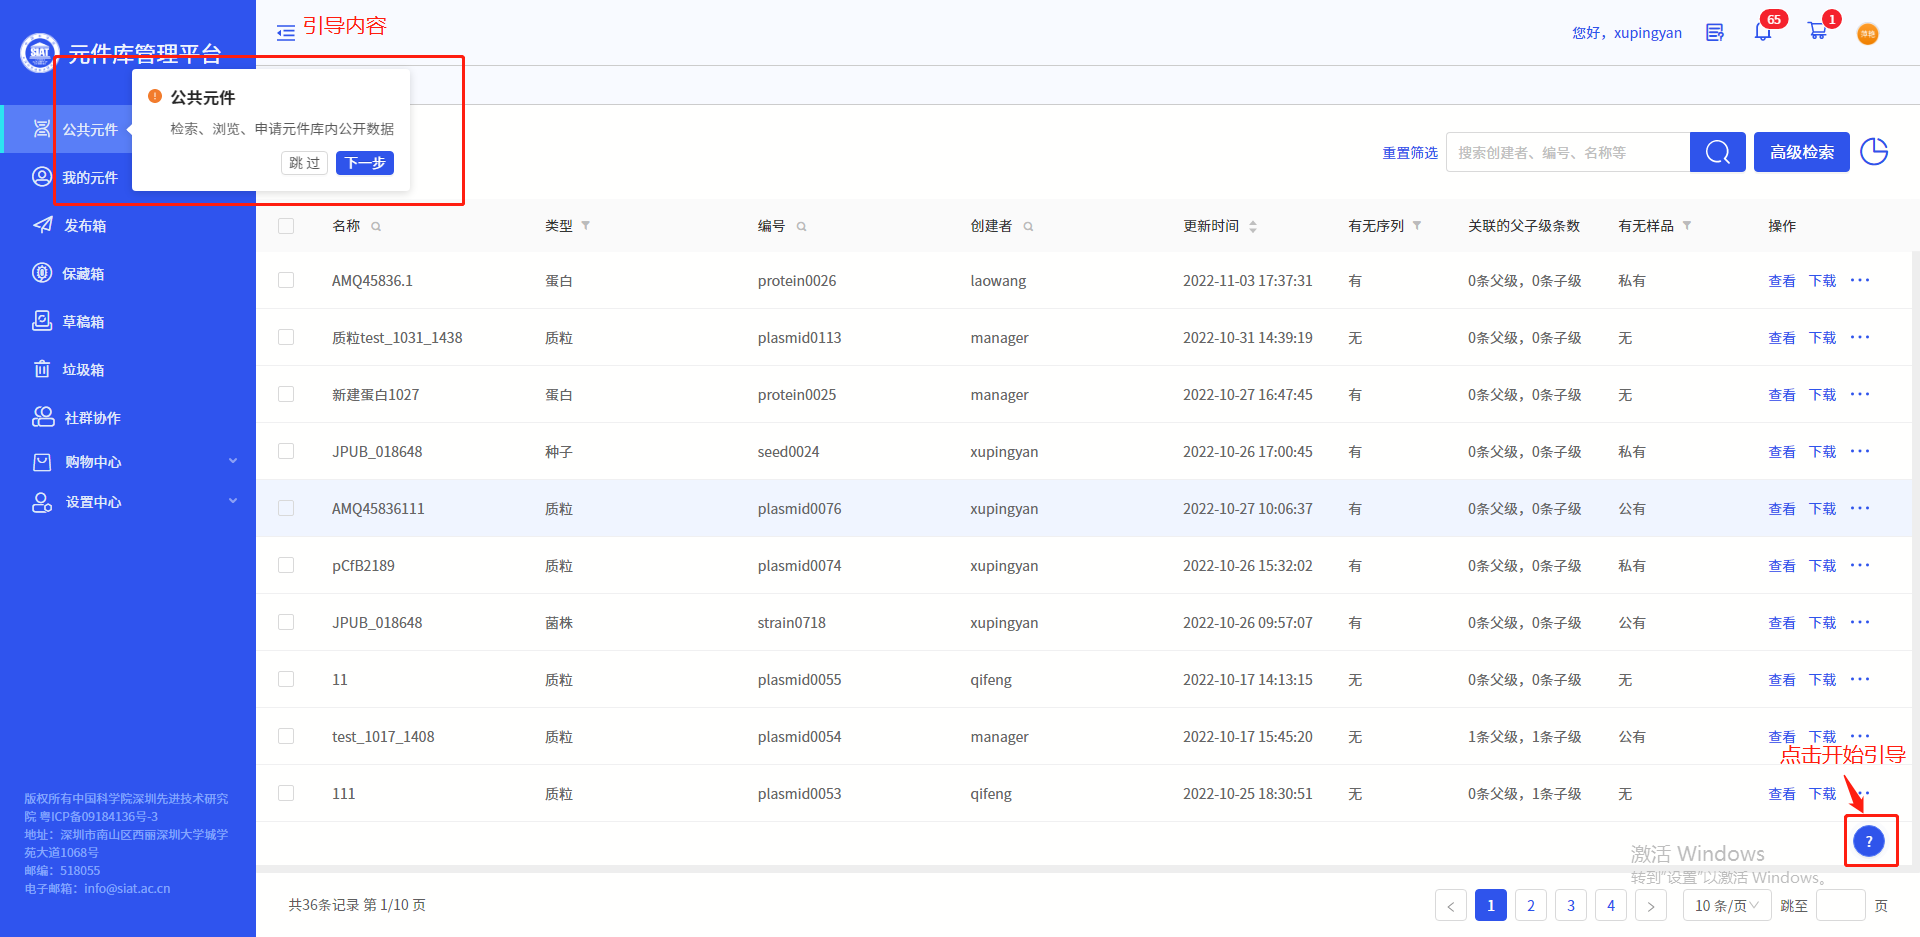 SIAT
元件库管理平台
引导内容
您好，xupingyan
65
1
公共元件
检索、浏览、申请元件库内公开数据
跳 过
下一步
公共元件
我的元件
发布箱
保藏箱
草稿箱
垃圾箱
社群协作
购物中心
设置中心
版权所有中国科学院深圳先进技术研究
院 粤ICP备09184136号-3
地址：深圳市南山区西丽深圳大学城学
苑大道1068号
邮编：518055
电子邮箱：info@siat.ac.cn
重置筛选
搜索创建者、编号、名称等
高级检索
名称 类型 编号 创建者 更新时间 有无序列 关联的父子级条数 有无样品 操作
AMQ45836.1 蛋白 protein0026 laowang 2022-11-03 17:37:31 有 0条父级，0条子级 私有 查看 下载 ···
质粒test_1031_1438 质粒 plasmid0113 manager 2022-10-31 14:39:19 无 0条父级，0条子级 无 查看 下载 ···
新建蛋白1027 蛋白 protein0025 manager 2022-10-27 16:47:45 有 0条父级，0条子级 无 查看 下载 ···
JPUB_018648 种子 seed0024 xupingyan 2022-10-26 17:00:45 有 0条父级，0条子级 私有 查看 下载 ···
AMQ45836111 质粒 plasmid0076 xupingyan 2022-10-27 10:06:37 有 0条父级，0条子级 公有 查看 下载 ···
pCfB2189 质粒 plasmid0074 xupingyan 2022-10-26 15:32:02 有 0条父级，0条子级 私有 查看 下载 ···
JPUB_018648 菌株 strain0718 xupingyan 2022-10-26 09:57:07 有 0条父级，0条子级 公有 查看 下载 ···
11 质粒 plasmid0055 qifeng 2022-10-17 14:13:15 无 0条父级，0条子级 无 查看 下载 ···
test_1017_1408 质粒 plasmid0054 manager 2022-10-17 15:45:20 无 1条父级，1条子级 公有 查看 下载 ···
点击开始引导
111 质粒 plasmid0053 qifeng 2022-10-25 18:30:51 无 0条父级，1条子级 无 查看 下载
?
激活 Windows
转到"设置"以激活 Windows。
共36条记录 第 1/10 页
< 1 2 3 4 > 10 条/页 跳至 页